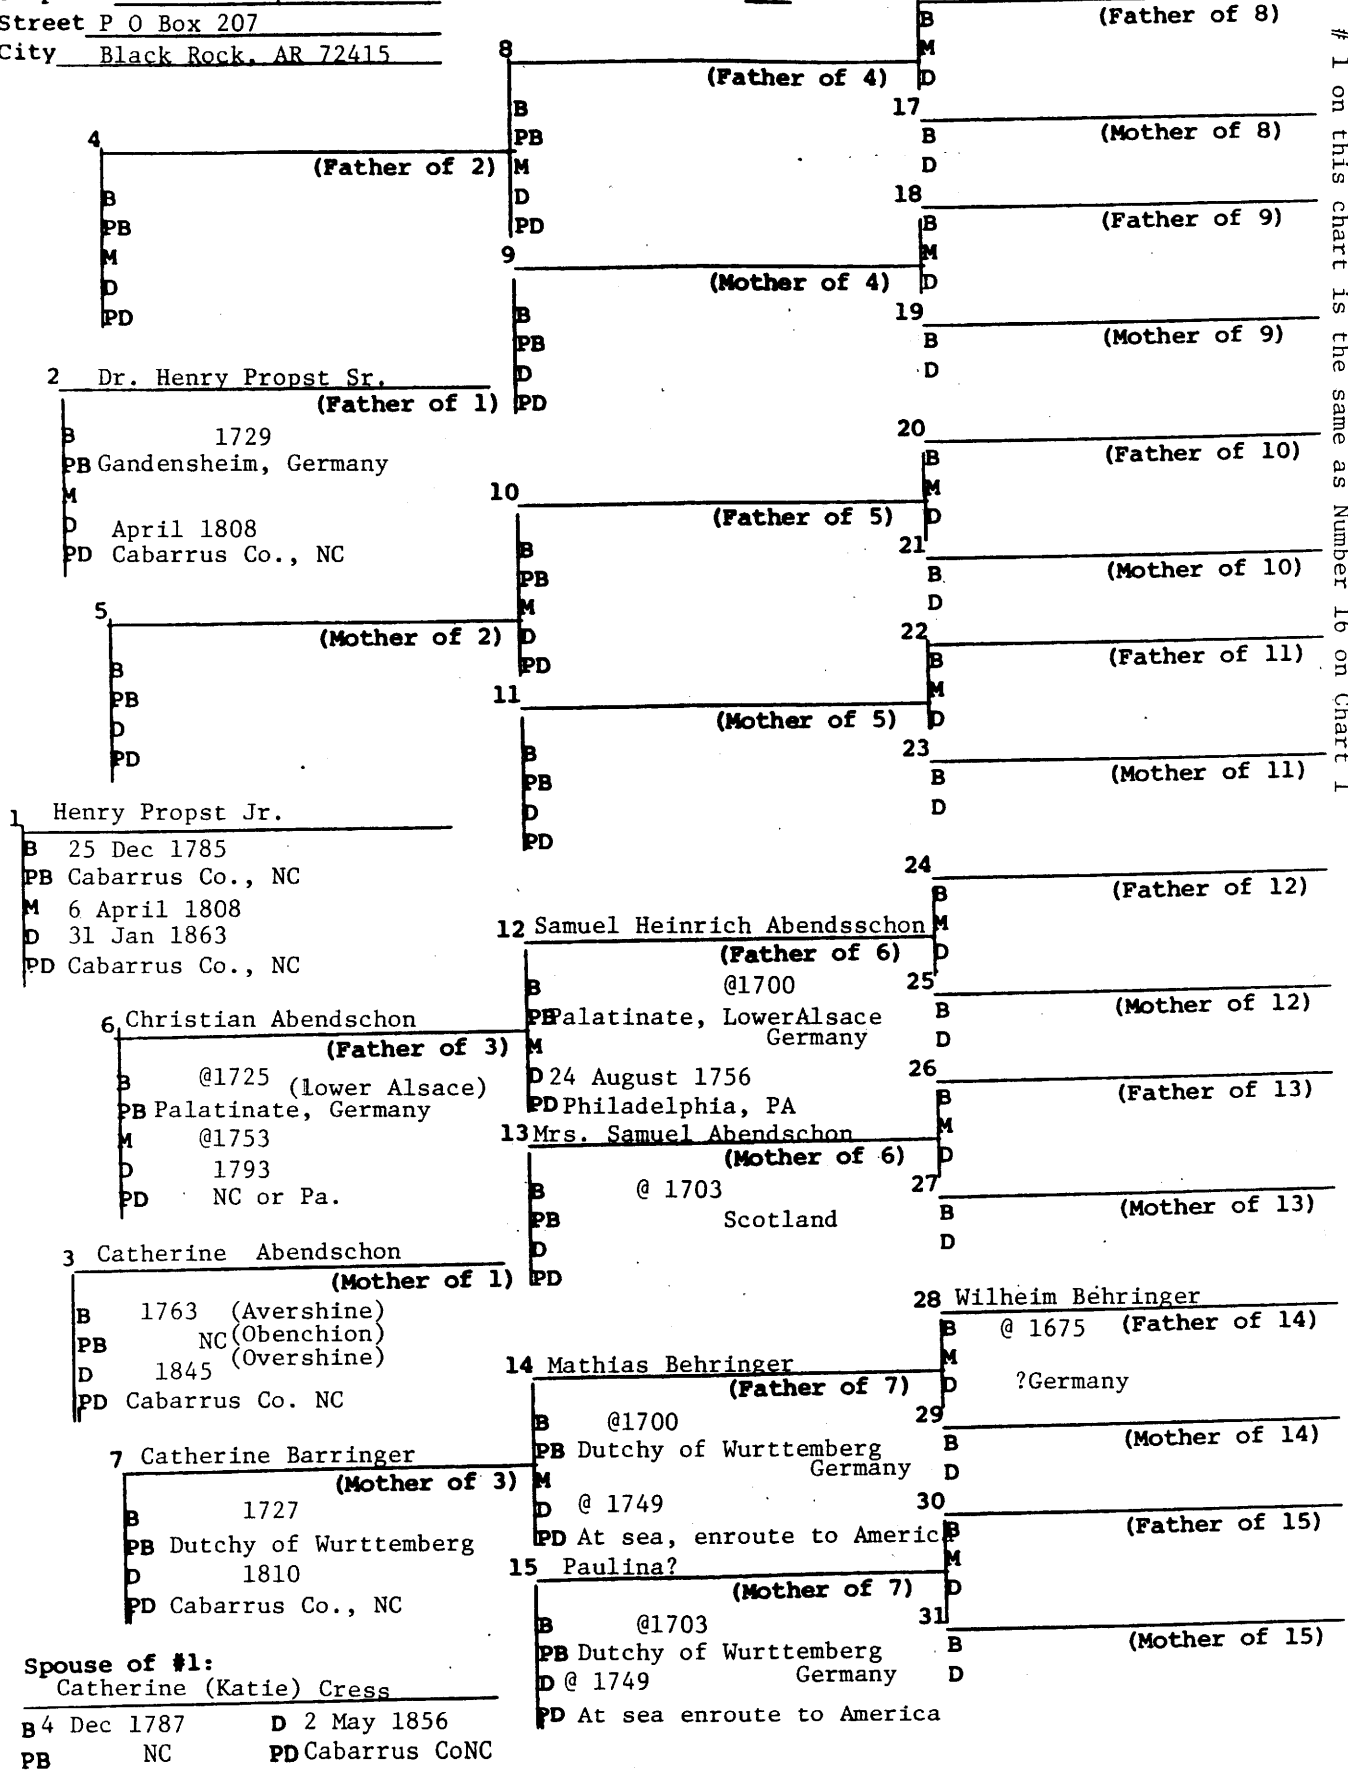 Street P O Box 207
City Black Rock, AR 72415
B (Father of 8)
M
D
17
(Mother of 8)
B
D
8
(Father of 4)
B
PB
M
D
PD
4
(Father of 2)
B
PB
M
D
PD
18
(Father of 9)
B
M
D
9
(Mother of 4)
B
PB
D
PD
19
(Mother of 9)
B
D
2 Dr. Henry Propst Sr.
(Father of 1)
B 1729
PB Gandensheim, Germany
M
D April 1808
PD Cabarrus Co., NC
20
(Father of 10)
B
M
D
10
(Father of 5)
B
PB
M
D
PD
21
(Mother of 10)
B
D
5
(Mother of 2)
B
PB
D
PD
22
(Father of 11)
B
M
D
11
(Mother of 5)
B
PB
D
PD
23
(Mother of 11)
B
D
1 Henry Propst Jr.
B 25 Dec 1785
PB Cabarrus Co., NC
M 6 April 1808
D 31 Jan 1863
PD Cabarrus Co., NC
24
(Father of 12)
B
M
D
12 Samuel Heinrich Abendsschon
(Father of 6)
B @1700
PB Palatinate, LowerAlsace
Germany
M
D 24 August 1756
PD Philadelphia, PA
25
(Mother of 12)
B
D
6 Christian Abendschon
(Father of 3)
B @1725 (lower Alsace)
PB Palatinate, Germany
M @1753
D 1793
PD NC or Pa.
26
(Father of 13)
B
M
D
13 Mrs. Samuel Abendschon
(Mother of 6)
B @ 1703
PB Scotland
D
PD
27
(Mother of 13)
B
D
3 Catherine Abendschon
(Mother of 1)
B 1763 (Avershine)
PB NC (Obenchion)
(Overshine)
D 1845
PD Cabarrus Co. NC
28 Wilheim Behringer
B @ 1675 (Father of 14)
M
D ?Germany
14 Mathias Behringer
(Father of 7)
B @1700
PB Dutchy of Wurttemberg
Germany
M
D @ 1749
PD At sea, enroute to Americ
29
(Mother of 14)
B
D
7 Catherine Barringer
(Mother of 3)
B 1727
PB Dutchy of Wurttemberg
D 1810
PD Cabarrus Co., NC
30
(Father of 15)
B
M
D
15 Paulina?
(Mother of 7)
B @1703
PB Dutchy of Wurttemberg
Germany
D @ 1749
PD At sea enroute to America
31
(Mother of 15)
B
D
Spouse of #1:
Catherine (Katie) Cress
B 4 Dec 1787 D 2 May 1856
PB NC PD Cabarrus CoNC
# 1 on this chart is the same as Number 16 on Chart 1